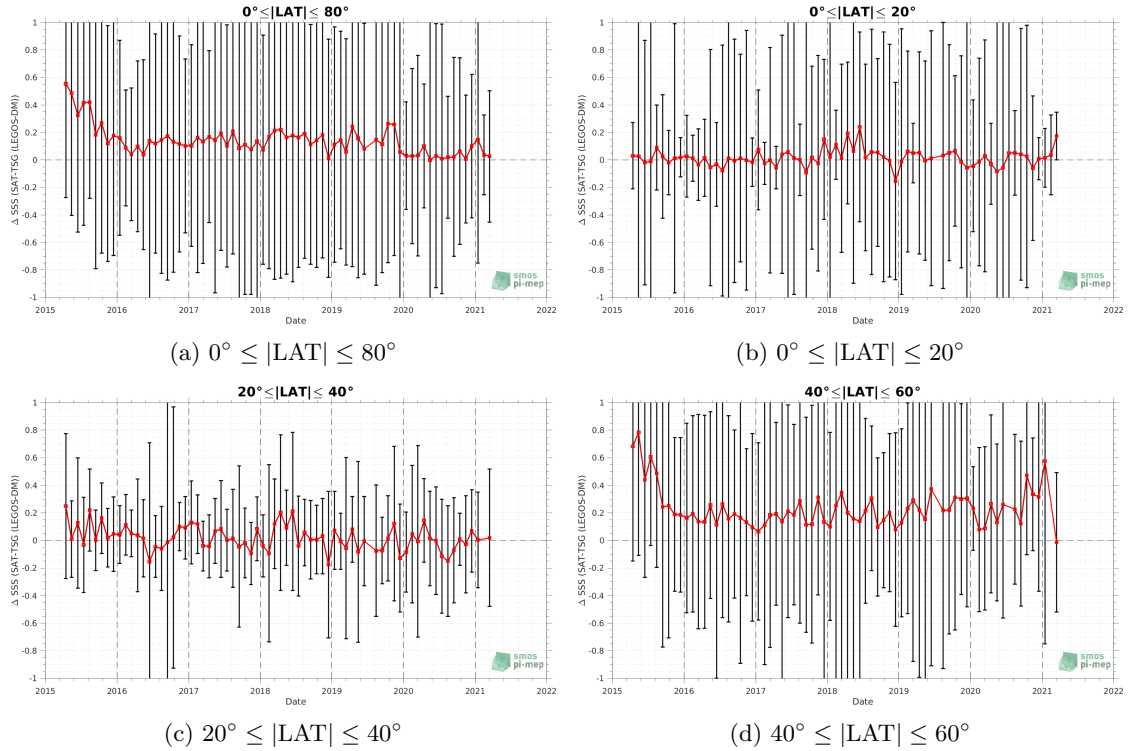 0°≤|LAT|≤ 80°
Δ SSS (SAT-TSG (LEGOS-DM))
1
0.8
0.6
0.4
0.2
0
-0.2
-0.4
-0.6
-0.8
-1
2015 2016 2017 2018 2019 2020 2021 2022
Date
smos
pi-mep
(a) 0° ≤ |LAT| ≤ 80°
0°≤|LAT|≤ 20°
Δ SSS (SAT-TSG (LEGOS-DM))
1
0.8
0.6
0.4
0.2
0
-0.2
-0.4
-0.6
-0.8
-1
2015 2016 2017 2018 2019 2020 2021 2022
Date
smos
pi-mep
(b) 0° ≤ |LAT| ≤ 20°
20°≤|LAT|≤ 40°
Δ SSS (SAT-TSG (LEGOS-DM))
1
0.8
0.6
0.4
0.2
0
-0.2
-0.4
-0.6
-0.8
-1
2015 2016 2017 2018 2019 2020 2021 2022
Date
smos
pi-mep
(c) 20° ≤ |LAT| ≤ 40°
40°≤|LAT|≤ 60°
Δ SSS (SAT-TSG (LEGOS-DM))
1
0.8
0.6
0.4
0.2
0
-0.2
-0.4
-0.6
-0.8
-1
2015 2016 2017 2018 2019 2020 2021 2022
Date
smos
pi-mep
(d) 40° ≤ |LAT| ≤ 60°